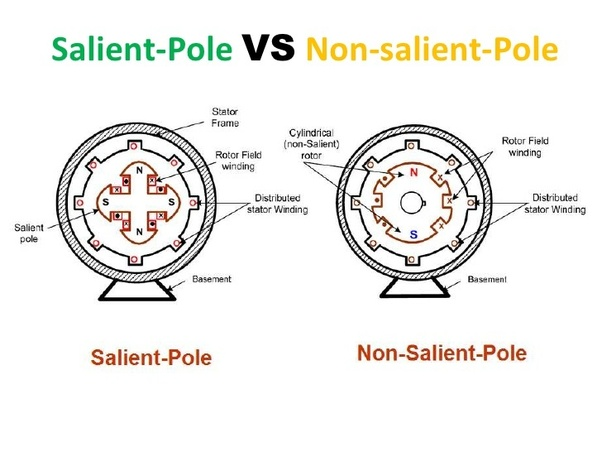 Salient-Pole VS Non-salient-Pole
Stator
Frame
Rotor Field
winding
Distributed
stator Winding
Salient
pole
Basement
N
S
S
N
x
x
x
x
Salient-Pole
Cylindrical
(non-Salient)
rotor
Rotor Field
winding
Distributed
stator Winding
Basement
N
S
x
x
x
Non-Salient-Pole